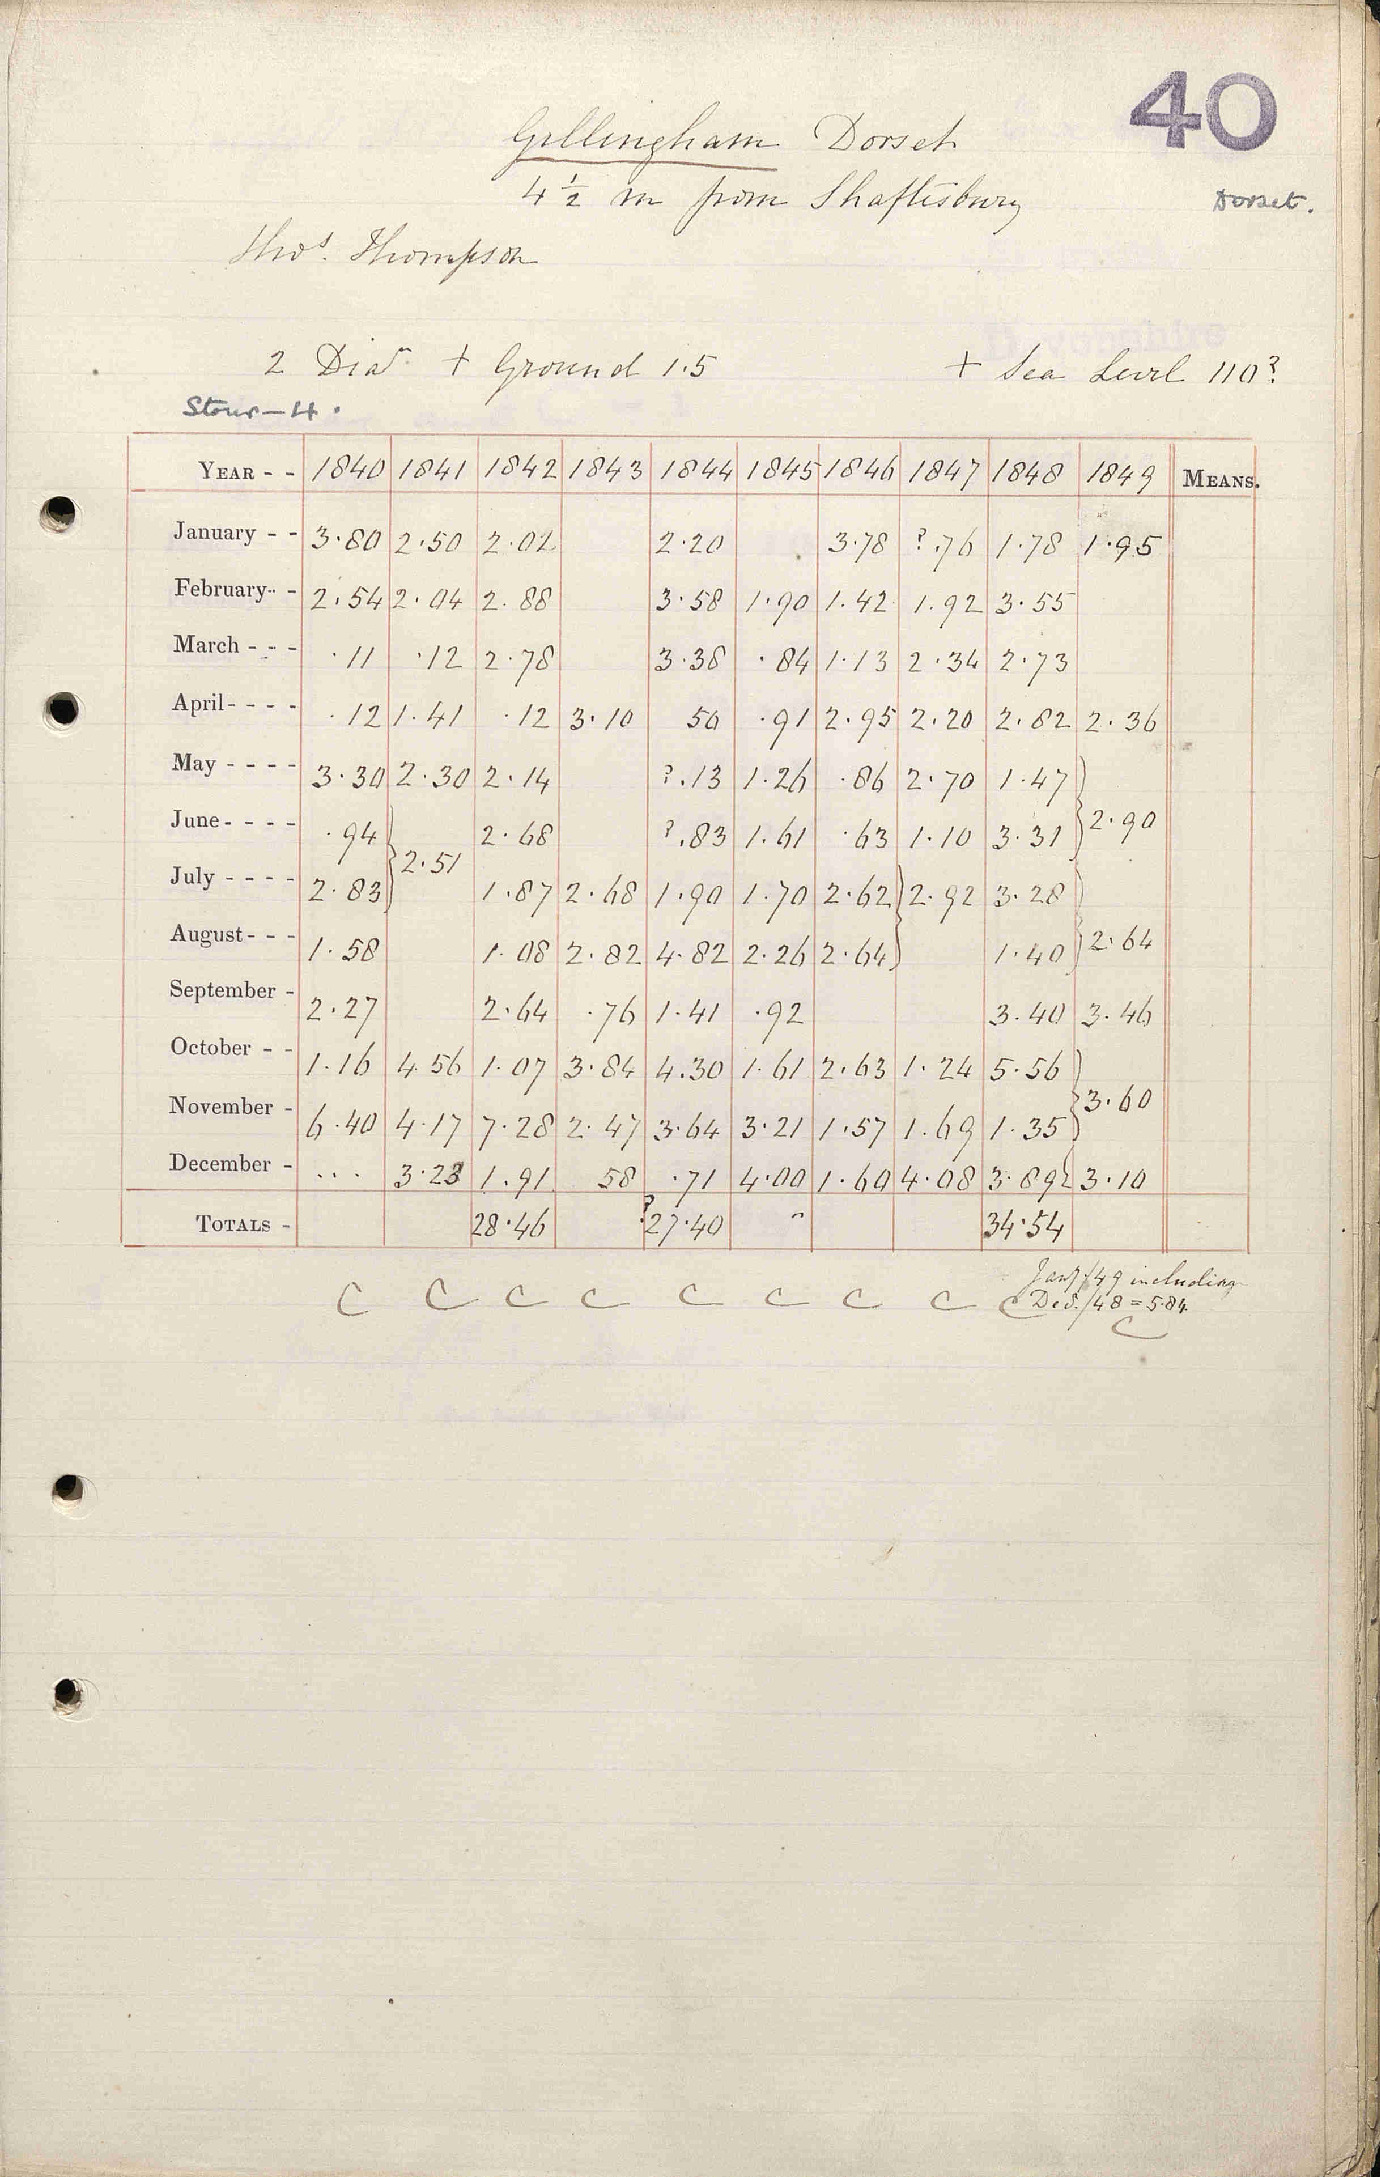 40
Gillingham Dorset
4 ½ m from Shaftesbury
Dorset.
Thos. Thompson
2 Diar + Ground 1.5 + Sea Level 110?
Stour—4.
YEAR - - 1840 1841 1842 1843 1844 1845 1846 1847 1848 1849 MEANS.
January - - 3.80 2.50 2.02 2.20 3.78 ?.76 1.78 1.95
February - - 2.54 2.04 2.88 3.58 1.90 1.42 1.92 3.55
March - - - .11 .12 2.78 3.38 .84 1.13 2.34 2.73
April - - - - .12 1.41 .12 3.10 50 .91 2.95 2.20 2.82 2.36
May - - - - 3.30 2.30 2.14 ?.13 1.26 .86 2.70 1.47
June - - - - .94 2.68 ?.83 1.61 .63 1.10 3.31 } 2.90
July - - - - 2.83 } 2.51 1.87 2.68 1.90 1.70 2.62 } 2.92 3.28
August - - - 1.58 1.08 2.82 4.82 2.26 2.64 1.40 } 2.64
September - 2.27 2.64 .76 1.41 .92 3.40 3.46
October - - 1.16 4.56 1.07 3.84 4.30 1.61 2.63 1.24 5.56
November - 6.40 4.17 7.28 2.47 3.64 3.21 1.57 1.69 1.35 } 3.60
December - ... 3.23 1.91 58 .71 4.00 1.60 4.08 3.89 { 3.10
TOTALS - 28.46 ?27.40 " 34.54
Jany/49 including
C C C C C C C C C Dec./48 = 5.84
C